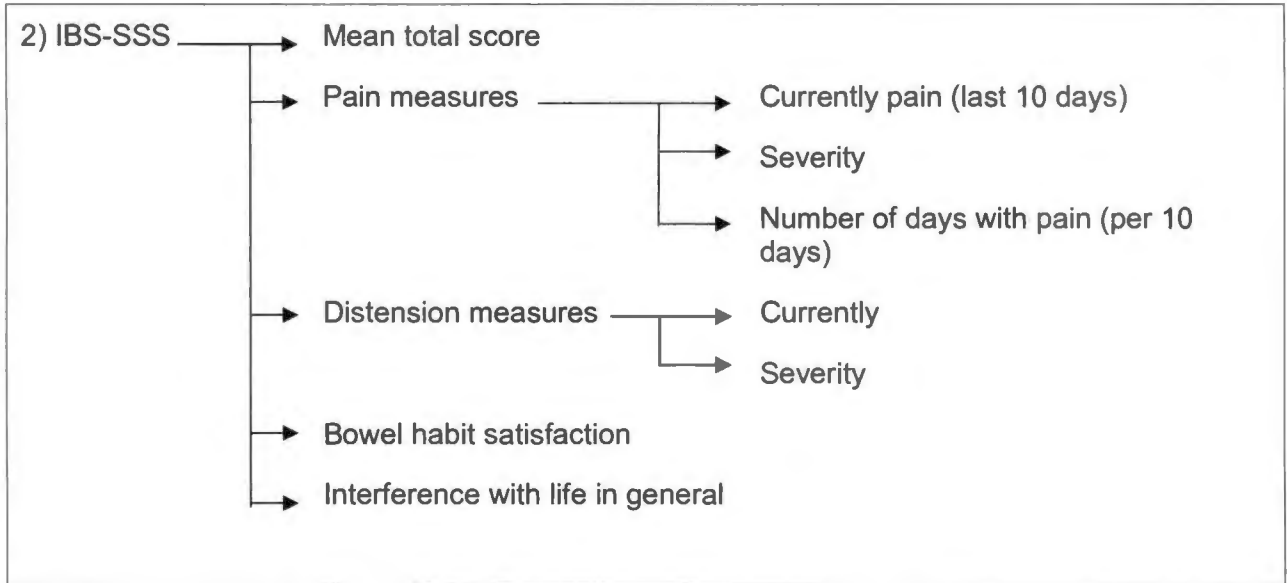 2) IBS-SSS
Mean total score
Pain measures
Currently pain (last 10 days)
Severity
Number of days with pain (per 10
days)
Distension measures
Currently
Severity
Bowel habit satisfaction
Interference with life in general